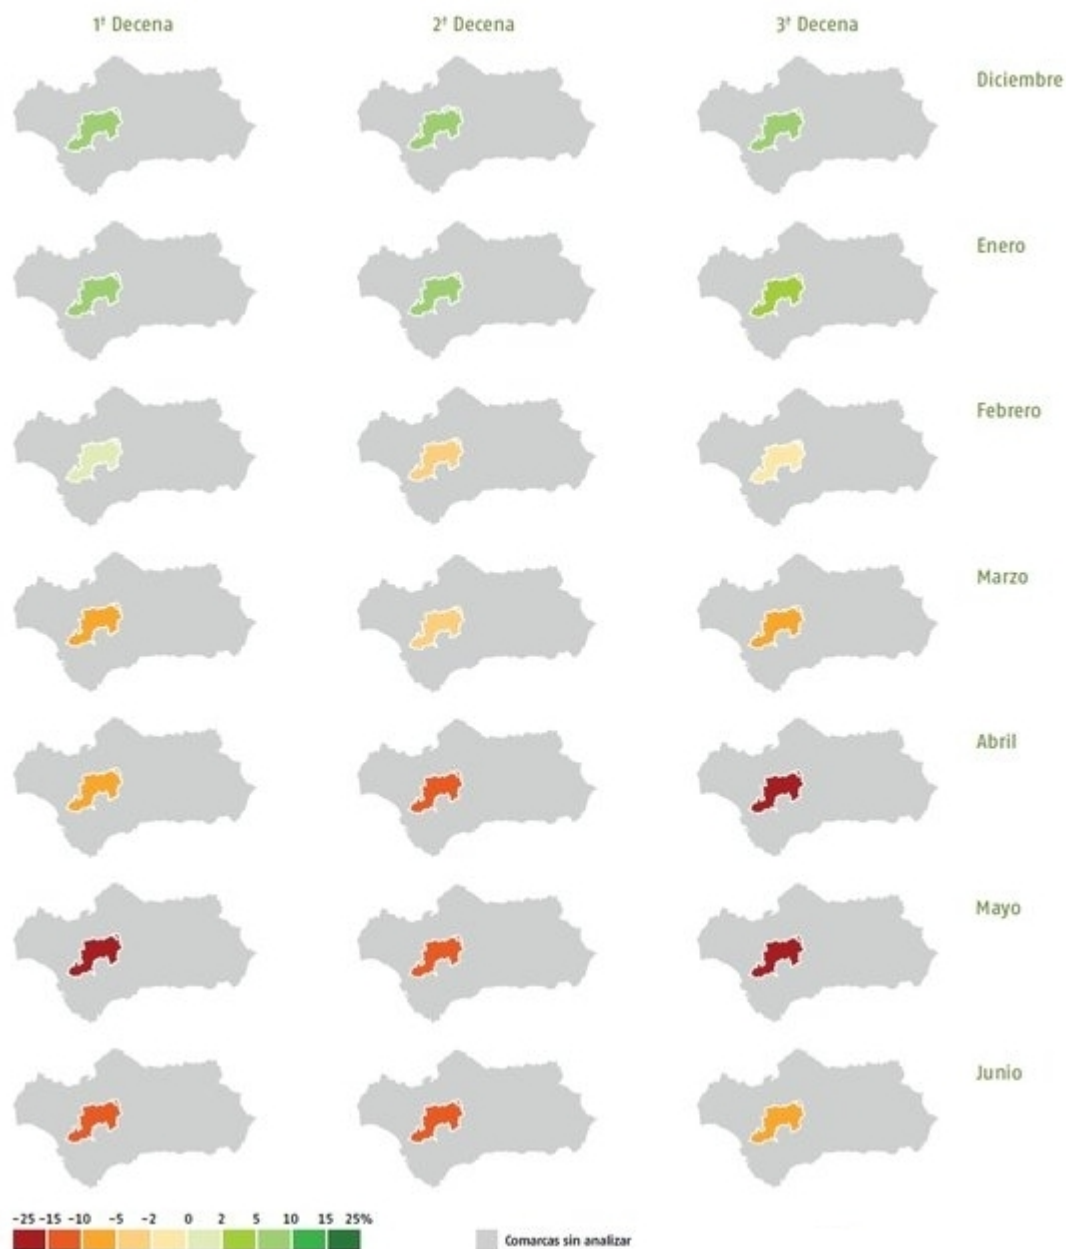 1ª Decena 2ª Decena 3ª Decena
Diciembre
Enero
Febrero
Marzo
Abril
Mayo
Junio
-25 -15 -10 -5 -2 0 2 5 10 15 25%
Comarcas sin analizar